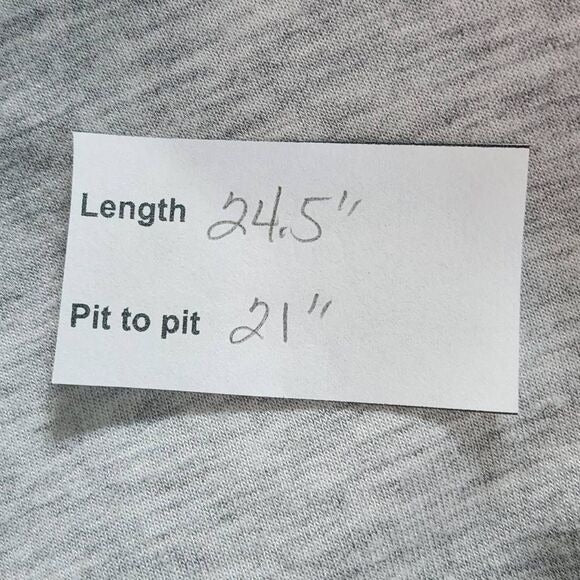 Length 24.5"
Pit to pit 21"